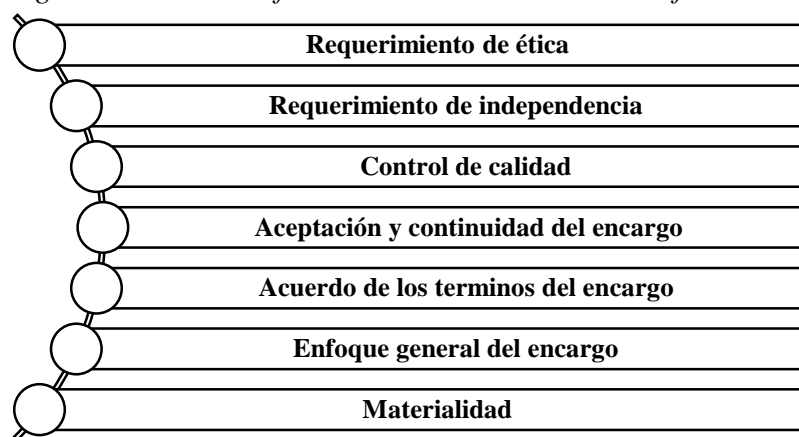 Requerimiento de ética
Requerimiento de independencia
Control de calidad
Aceptación y continuidad del encargo
Acuerdo de los terminos del encargo
Enfoque general del encargo
Materialidad